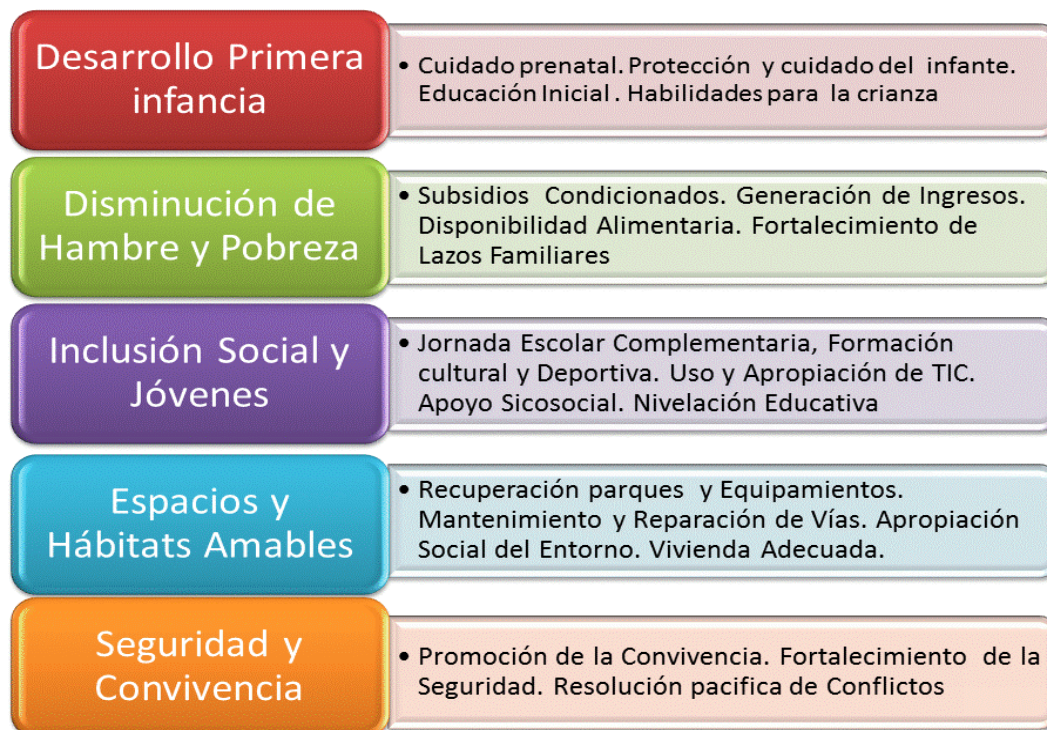 Desarrollo Primera
infancia
• Cuidado prenatal. Protección y cuidado del infante.
Educación Inicial . Habilidades para la crianza
Disminución de
Hambre y Pobreza
• Subsidios Condicionados. Generación de Ingresos.
Disponibilidad Alimentaria. Fortalecimiento de
Lazos Familiares
Inclusión Social y
Jóvenes
• Jornada Escolar Complementaria, Formación
cultural y Deportiva. Uso y Apropiación de TIC.
Apoyo Sicosocial. Nivelación Educativa
Espacios y
Hábitats Amables
• Recuperación parques y Equipamientos.
Mantenimiento y Reparación de Vías. Apropiación
Social del Entorno. Vivienda Adecuada.
Seguridad y
Convivencia
• Promoción de la Convivencia. Fortalecimiento de la
Seguridad. Resolución pacifica de Conflictos